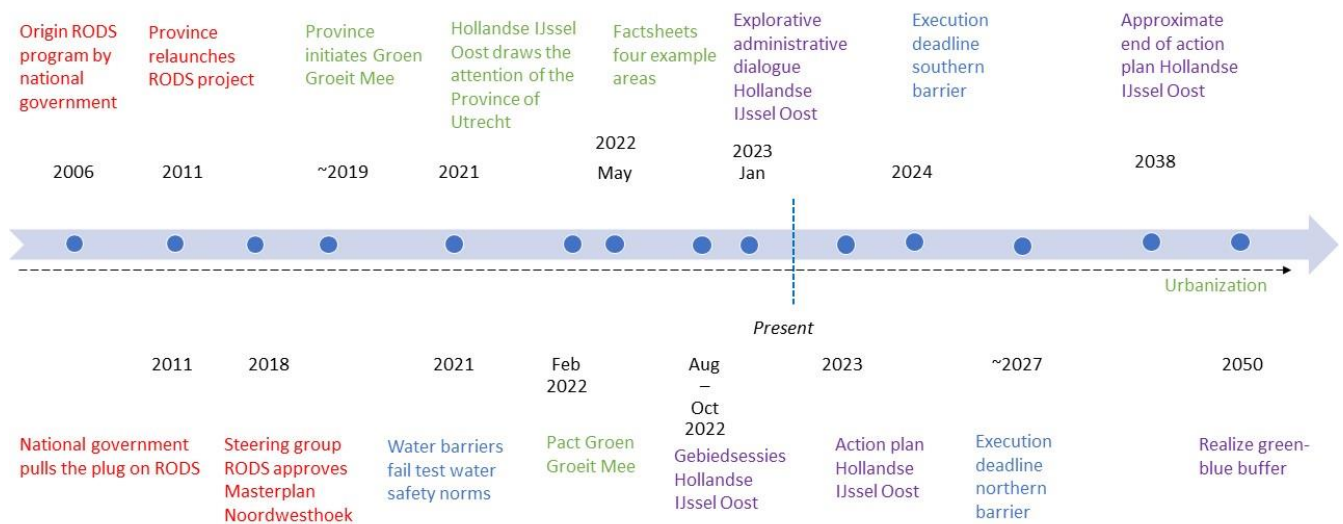 Origin RODS
program by
national
government
Province
relaunches
RODS project
Province
initiates Groen
Groeit Mee
Hollandse IJssel
Oost draws the
attention of the
Province of
Utrecht
Factsheets
four example
areas
Explorative
administrative
dialogue
Hollandse
IJssel Oost
Execution
deadline
southern
barrier
Approximate
end of action
plan Hollandse
IJssel Oost
2006
2011
~2019
2021
2022
May
2023
Jan
2024
2038
Urbanization
Present
2011
2018
2021
Feb
2022
Aug
–
Oct
2022
2023
~2027
2050
National government
pulls the plug on RODS
Steering group
RODS approves
Masterplan
Noordwesthoek
Water barriers
fail test water
safety norms
Pact Groen
Groeit Mee
Gebiedsessies
Hollandse
IJssel Oost
Action plan
Hollandse
IJssel Oost
Execution
deadline
northern
barrier
Realize green-
blue buffer